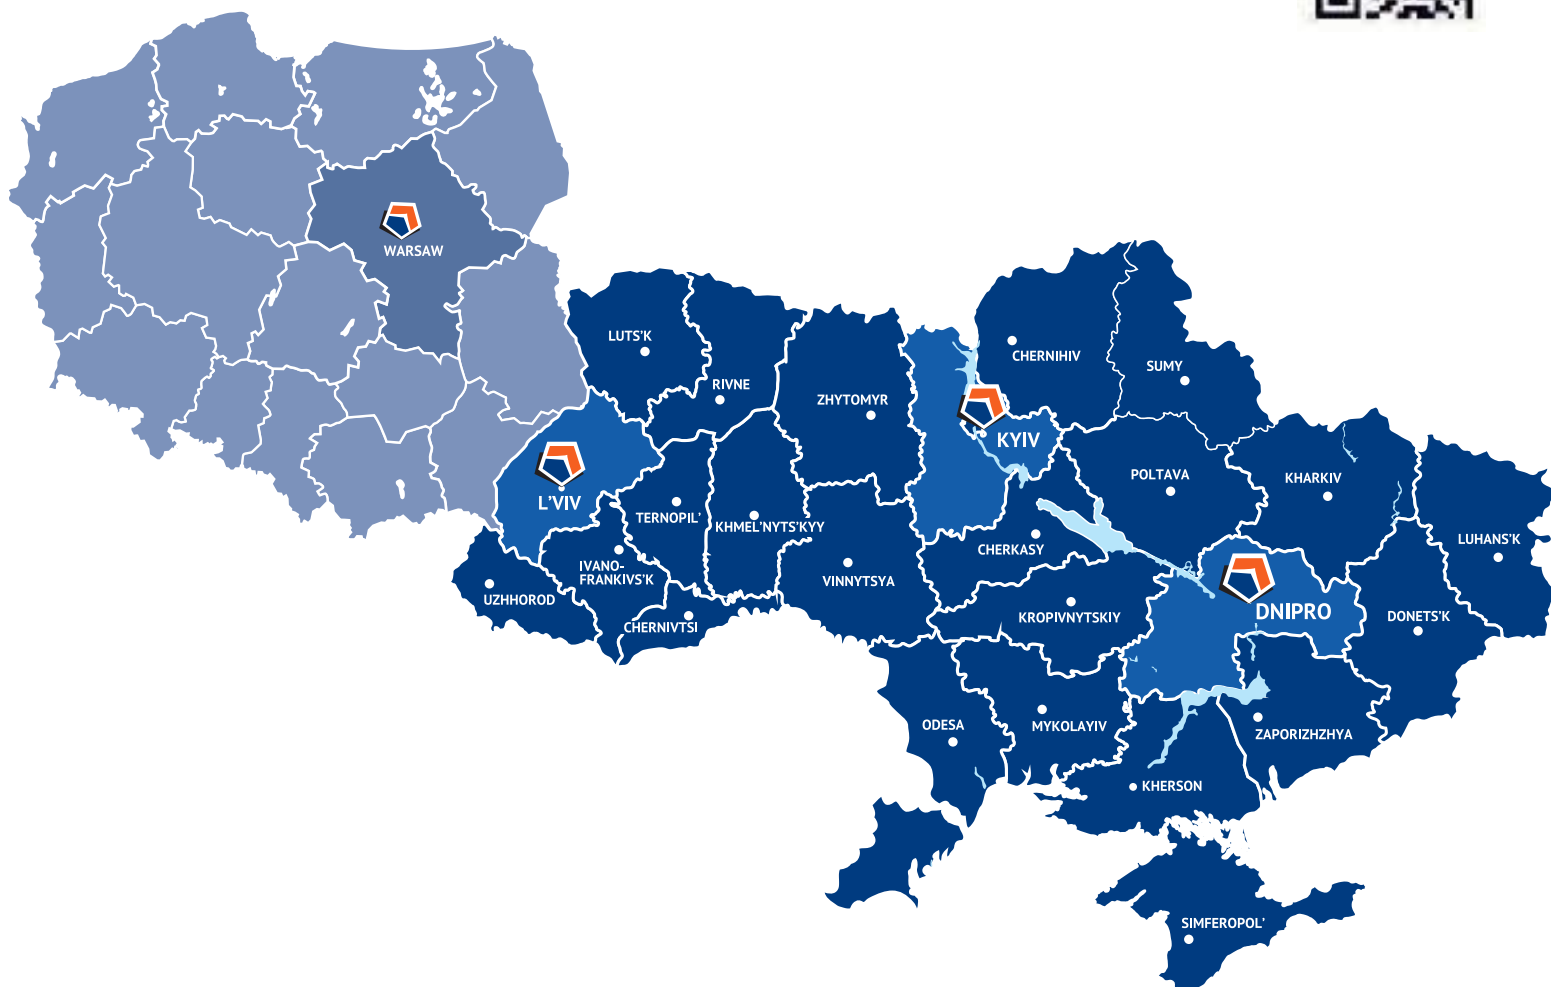 WARSAW
LUTS'K
CHERNIHIV
SUMY
RIVNE
ZHYTOMYR
KYIV
POLTAVA
KHARKIV
L'VIV
TERNOPIL'
KHMEL'NYTS'KYY
LUHANS'K
CHERKASY
IVANO-
FRANKIVS'K
VINNYTSYA
UZHHOROD
KROPIVNYTSKIY
DNIPRO
DONETS'K
CHERNIVTSI
ODESA
MYKOLAYIV
ZAPORIZHZHYA
KHERSON
SIMFEROPOL'